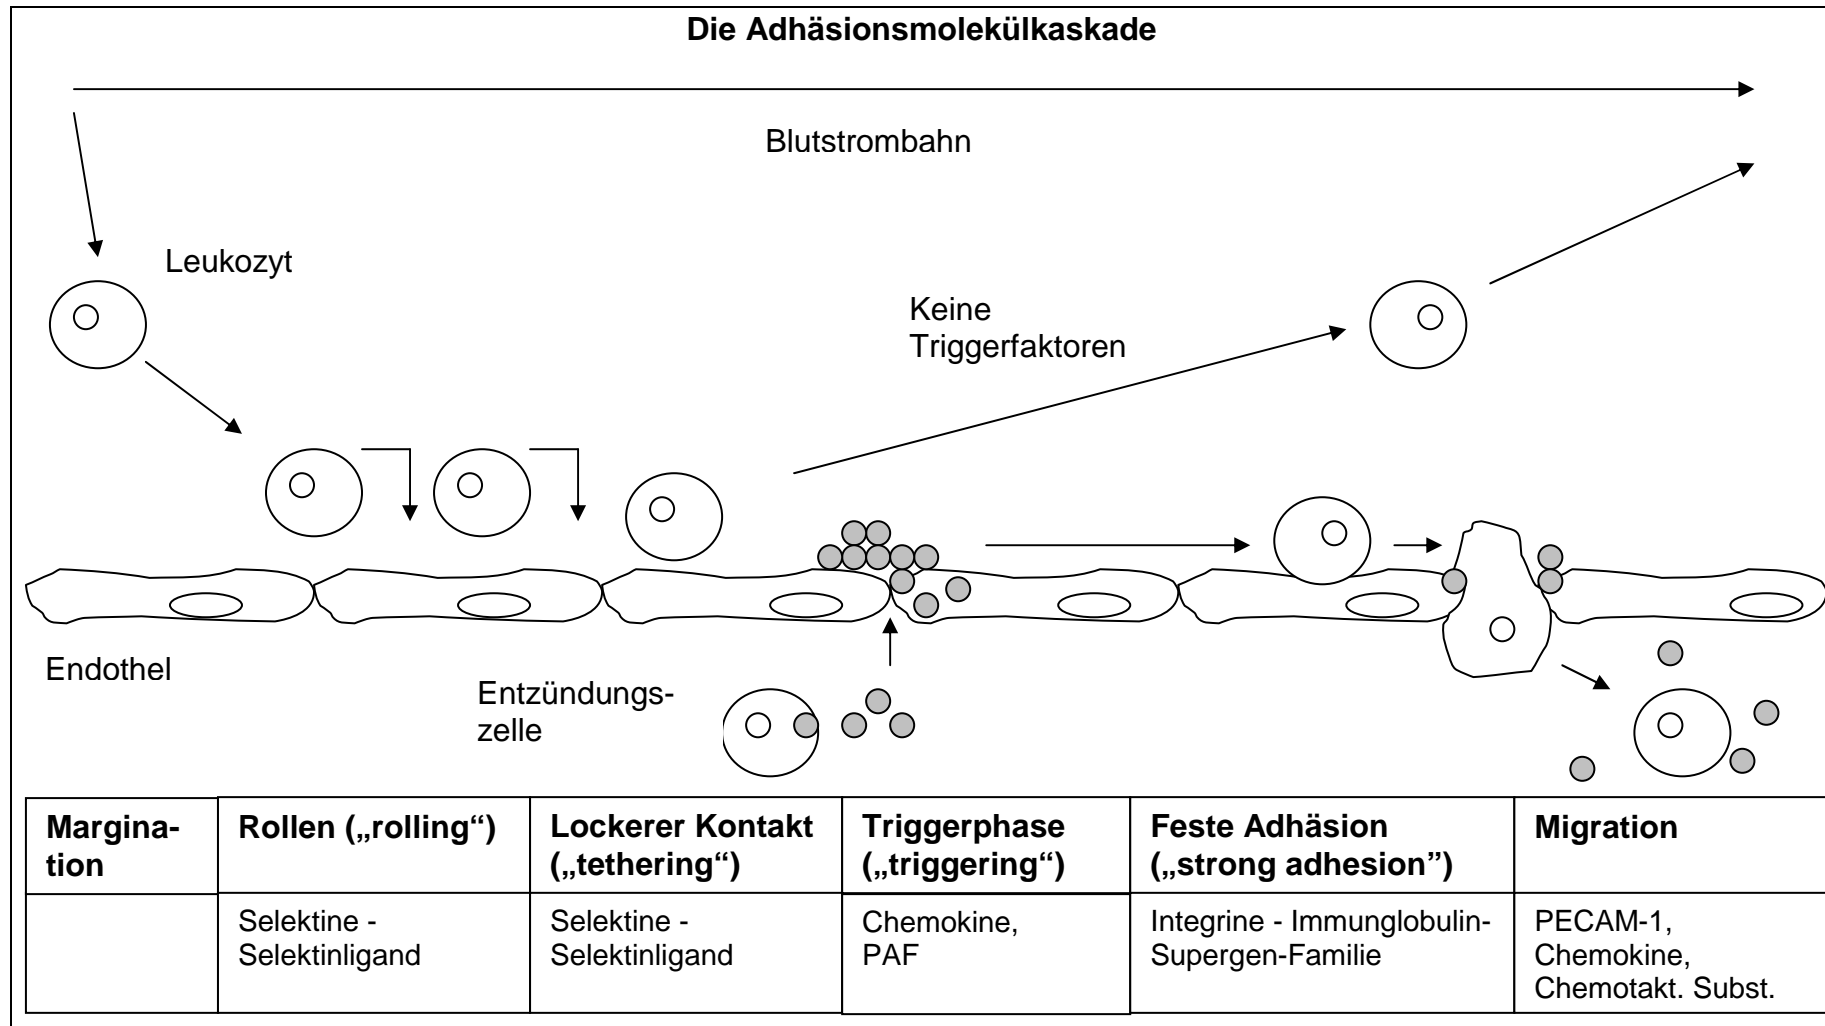 Die Adhäsionsmolekülkaskade
Blutstrombahn
Leukozyt
Keine
Triggerfaktoren
Endothel
Entzündungs-
zelle
Margina-
tion
Rollen („rolling“)
Lockerer Kontakt
(„tethering“)
Triggerphase
(„triggering“)
Feste Adhäsion
(„strong adhesion”)
Migration
Selektine -
Selektinligand
Selektine -
Selektinligand
Chemokine,
PAF
Integrine - Immunglobulin-
Supergen-Familie
PECAM-1,
Chemokine,
Chemotakt. Subst.